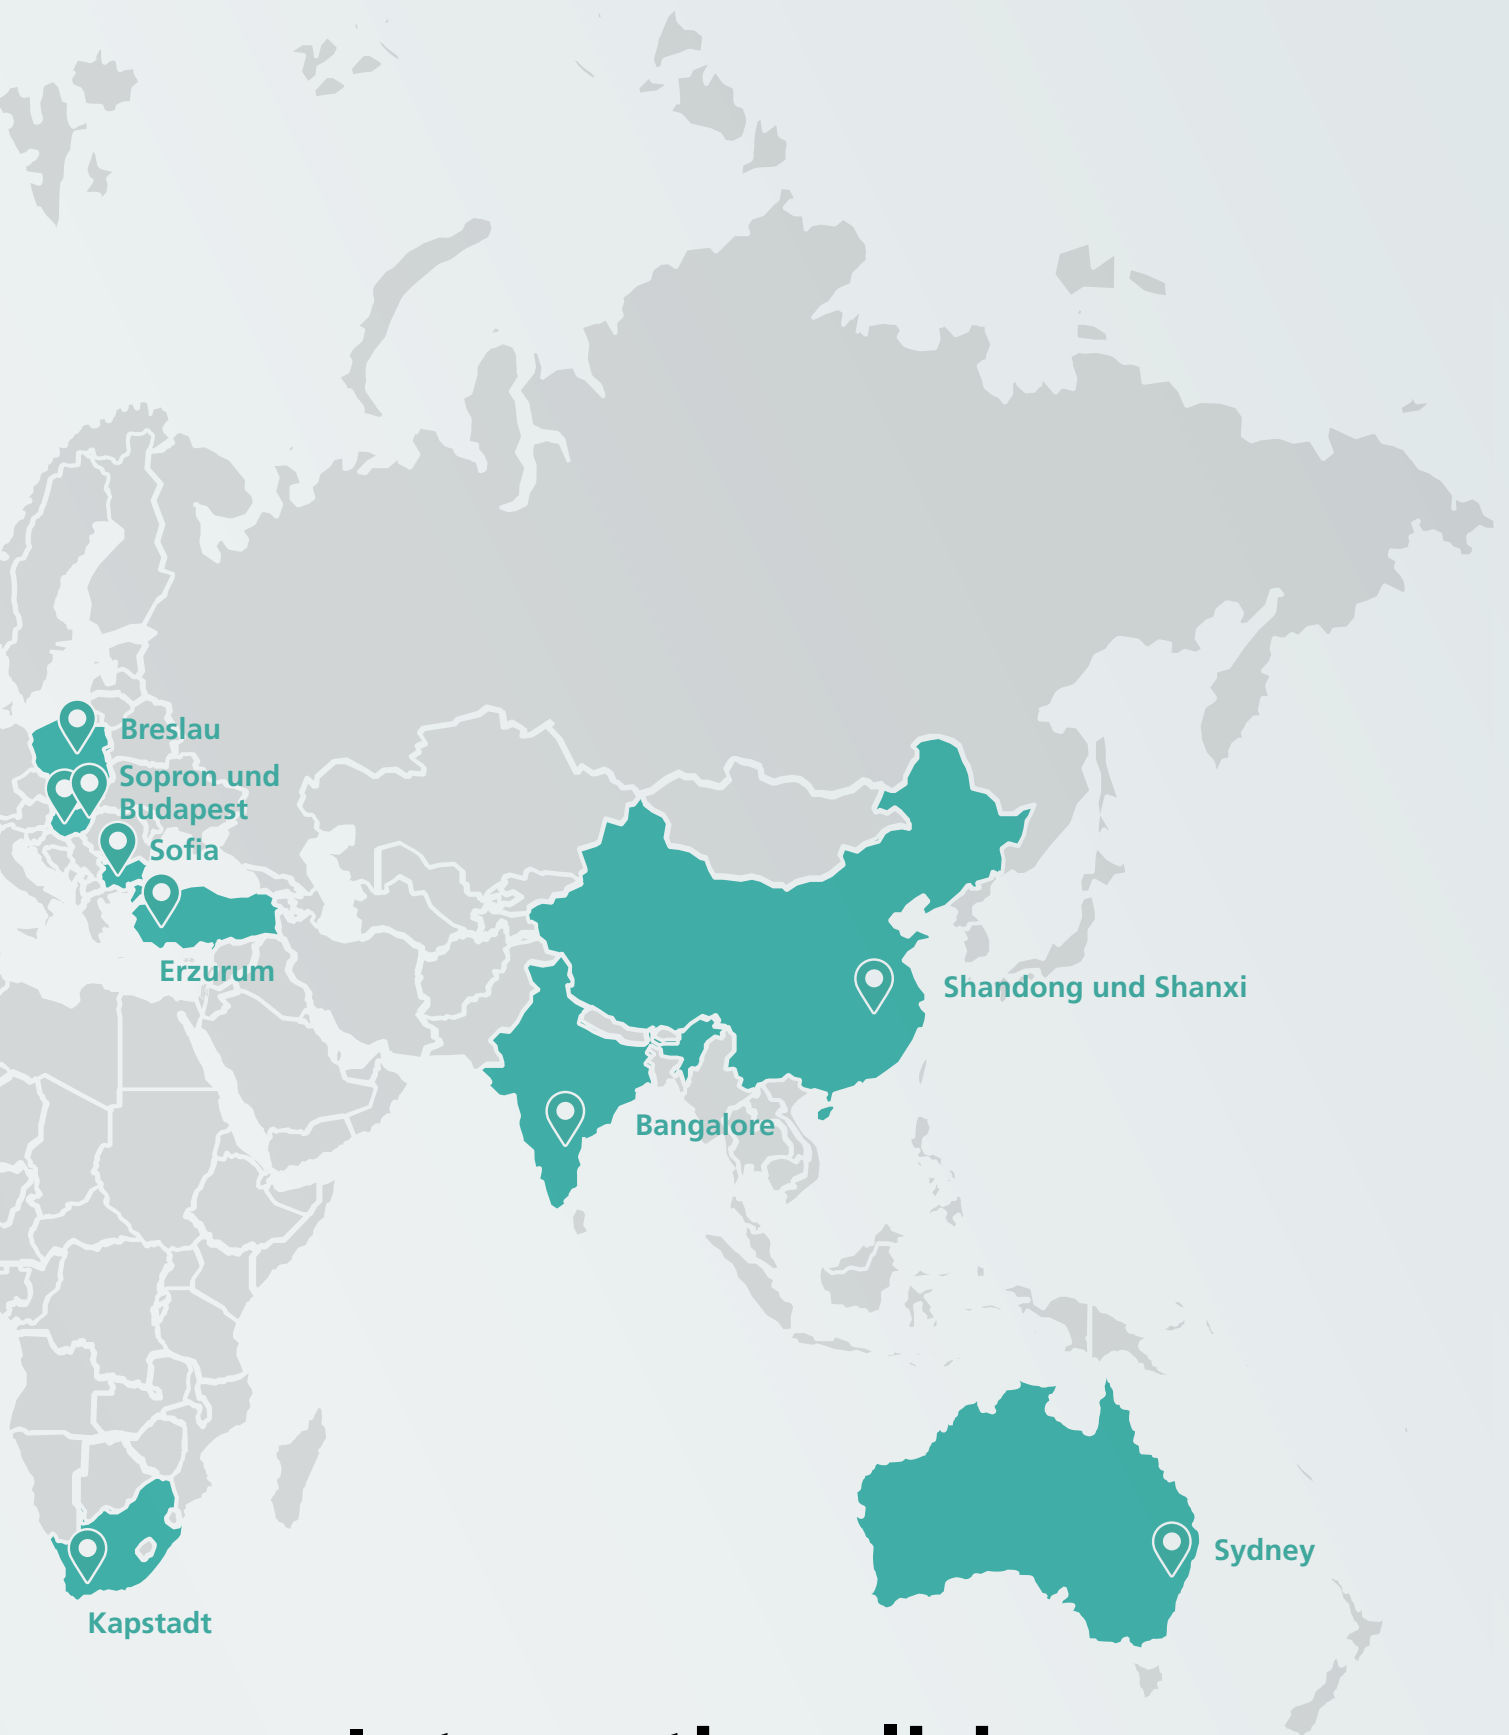 Breslau
Sopron und
Budapest
Sofia
Erzurum
Shandong und Shanxi
Bangalore
Sydney
Kapstadt